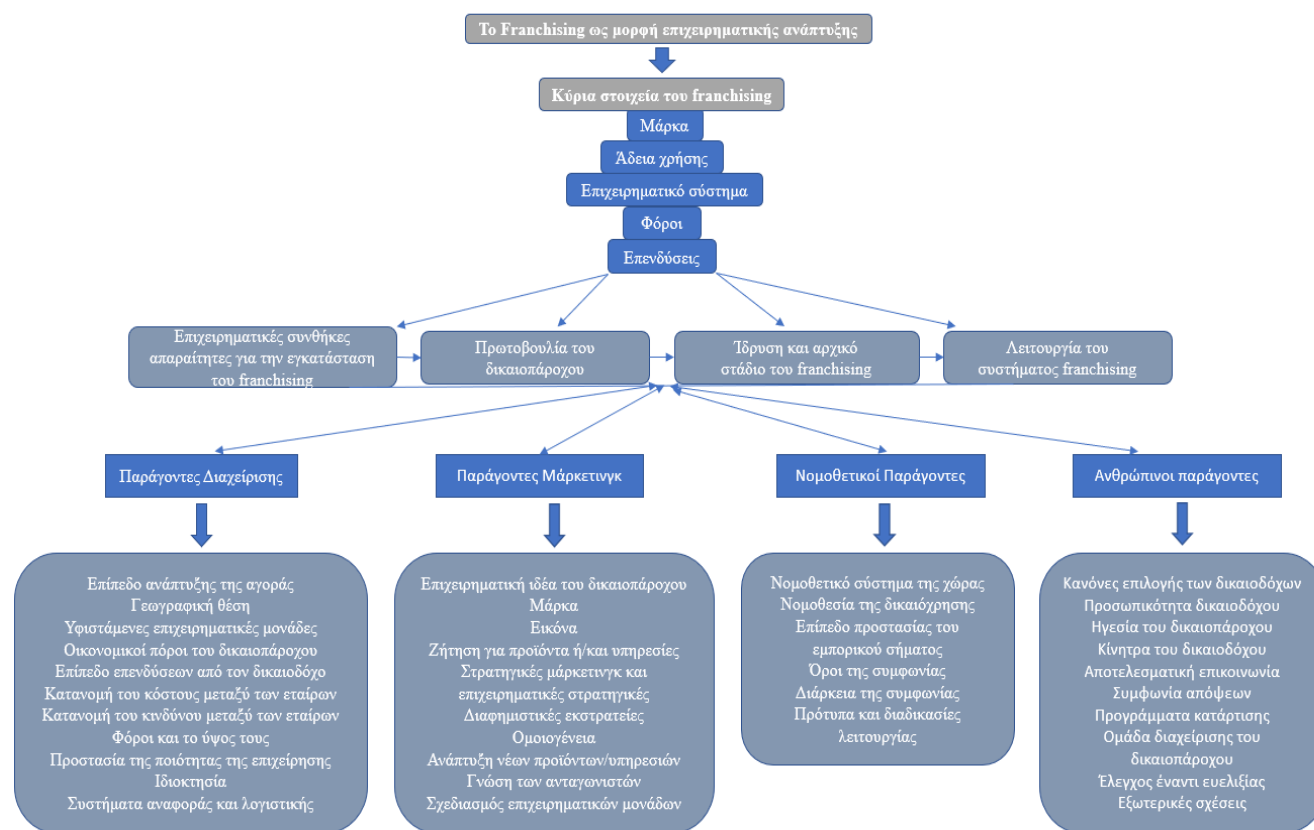 Το Franchising ως μορφή επιχειρηματικής ανάπτυξης
Κύρια στοιχεία του franchising
Μάρκα
Άδεια χρήσης
Επιχειρηματικό σύστημα
Φόροι
Επενδύσεις
Επιχειρηματικές συνθήκες
απαραίτητες για την εγκατάσταση
του franchising
Πρωτοβουλία του
δικαιοπάροχου
Ίδρυση και αρχικό
στάδιο του franchising
Λειτουργία του
συστήματος franchising
Παράγοντες Διαχείρισης
Παράγοντες Μάρκετινγκ
Νομοθετικοί Παράγοντες
Ανθρώπινοι παράγοντες
Επίπεδο ανάπτυξης της αγοράς
Γεωγραφική θέση
Υφιστάμενες επιχειρηματικές μονάδες
Οικονομικοί πόροι του δικαιοπάροχου
Επίπεδο επενδύσεων από τον δικαιοδόχο
Κατανομή του κόστους μεταξύ των εταίρων
Κατανομή του κινδύνου μεταξύ των εταίρων
Φόροι και το ύψος τους
Προστασία της ποιότητας της επιχείρησης
Ιδιοκτησία
Συστήματα αναφοράς και λογιστικής
Επιχειρηματική ιδέα του δικαιοπάροχου
Μάρκα
Εικόνα
Ζήτηση για προϊόντα ή/και υπηρεσίες
Στρατηγικές μάρκετινγκ και
επιχειρηματικές στρατηγικές
Διαφημιστικές εκστρατείες
Ομοιογένεια
Ανάπτυξη νέων προϊόντων/υπηρεσιών
Γνώση των ανταγωνιστών
Σχεδιασμός επιχειρηματικών μονάδων
Νομοθετικό σύστημα της χώρας
Νομοθεσία της δικαιόχρησης
Επίπεδο προστασίας του
εμπορικού σήματος
Όροι της συμφωνίας
Διάρκεια της συμφωνίας
Πρότυπα και διαδικασίες
λειτουργίας
Κανόνες επιλογής των δικαιοδόχων
Προσωπικότητα δικαιοδόχου
Ηγεσία του δικαιοπάροχου
Κίνητρα του δικαιοδόχου
Αποτελεσματική επικοινωνία
Συμφωνία απόψεων
Προγράμματα κατάρτισης
Ομάδα διαχείρισης του
δικαιοπάροχου
Έλεγχος έναντι ευελιξίας
Εξωτερικές σχέσεις